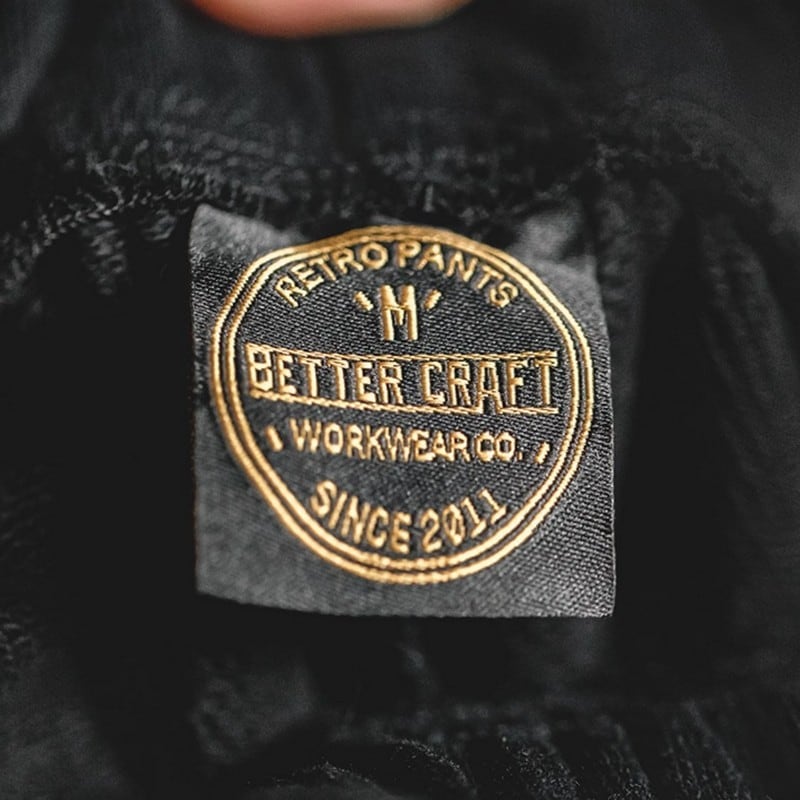 RETRO PANTS
'M'
BETTER CRAFT
WORKWEAR CO.
SINCE 2011